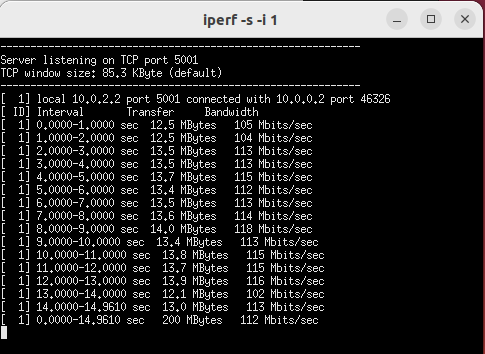 iperf -s -i 1
------------------------------------------------------------
Server listening on TCP port 5001
TCP window size: 85.3 KByte (default)
------------------------------------------------------------
[  1] local 10.0.2.2 port 5001 connected with 10.0.0.2 port 46326
[ ID] Interval       Transfer     Bandwidth
[  1] 0.0000-1.0000 sec  12.5 MBytes   105 Mbits/sec
[  1] 1.0000-2.0000 sec  12.5 MBytes   104 Mbits/sec
[  1] 2.0000-3.0000 sec  13.5 MBytes   113 Mbits/sec
[  1] 3.0000-4.0000 sec  13.5 MBytes   113 Mbits/sec
[  1] 4.0000-5.0000 sec  13.7 MBytes   115 Mbits/sec
[  1] 5.0000-6.0000 sec  13.4 MBytes   112 Mbits/sec
[  1] 6.0000-7.0000 sec  13.5 MBytes   113 Mbits/sec
[  1] 7.0000-8.0000 sec  13.6 MBytes   114 Mbits/sec
[  1] 8.0000-9.0000 sec  14.0 MBytes   118 Mbits/sec
[  1] 9.0000-10.0000 sec  13.4 MBytes   113 Mbits/sec
[  1] 10.0000-11.0000 sec  13.8 MBytes   115 Mbits/sec
[  1] 11.0000-12.0000 sec  13.7 MBytes   115 Mbits/sec
[  1] 12.0000-13.0000 sec  13.9 MBytes   116 Mbits/sec
[  1] 13.0000-14.0000 sec  12.1 MBytes   102 Mbits/sec
[  1] 14.0000-14.9610 sec  13.0 MBytes   113 Mbits/sec
[  1] 0.0000-14.9610 sec   200 MBytes   112 Mbits/sec